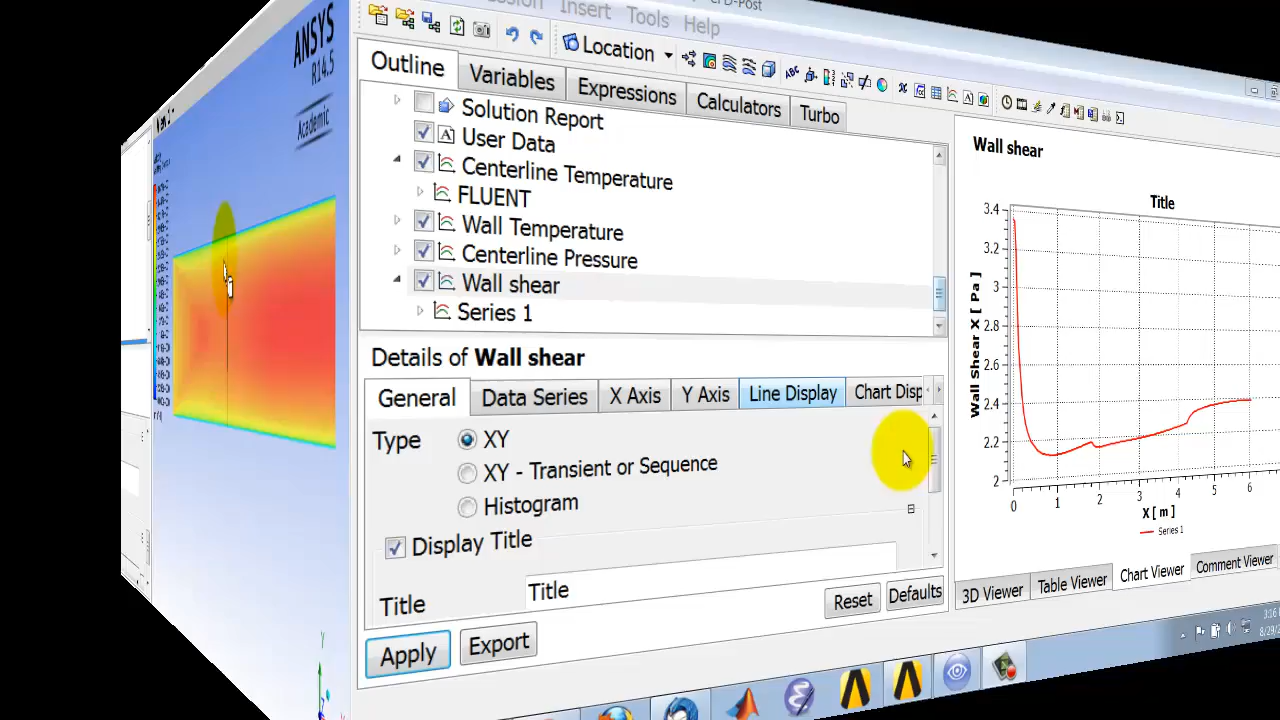 ANSYS
R14.5
Academic
CFD-Post
Insert Tools Help
Location
Outline Variables Expressions Calculators Turbo
Solution Report
User Data
Centerline Temperature
FLUENT
Wall Temperature
Centerline Pressure
Wall shear
Series 1
Details of Wall shear
General Data Series X Axis Y Axis Line Display Chart Disp
Type XY
XY - Transient or Sequence
Histogram
Display Title
Title Title
Reset Defaults
Apply Export
Wall shear
Title
3.4
3.2
3
2.8
2.6
2.4
2.2
2
Wall Shear X [ Pa ]
0 1 2 3 4 5 6
X [ m ]
Series 1
3D Viewer Table Viewer Chart Viewer Comment Viewer
3:06